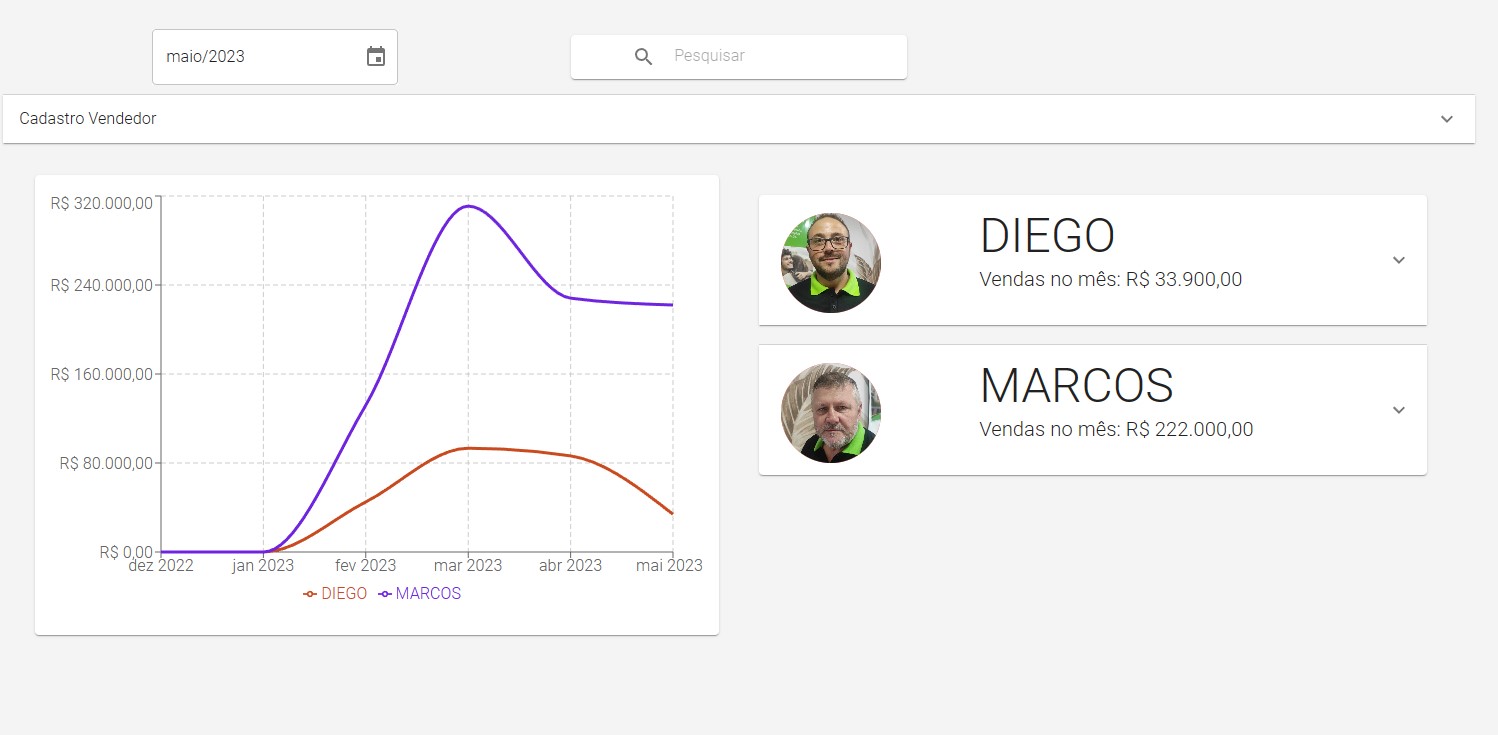 maio/2023
Pesquisar
Cadastro Vendedor
R$ 320.000,00
R$ 240.000,00
R$ 160.000,00
R$ 80.000,00
R$ 0,00
dez 2022 jan 2023 fev 2023 mar 2023 abr 2023 mai 2023
DIEGO MARCOS
DIEGO
Vendas no mês: R$ 33.900,00
MARCOS
Vendas no mês: R$ 222.000,00